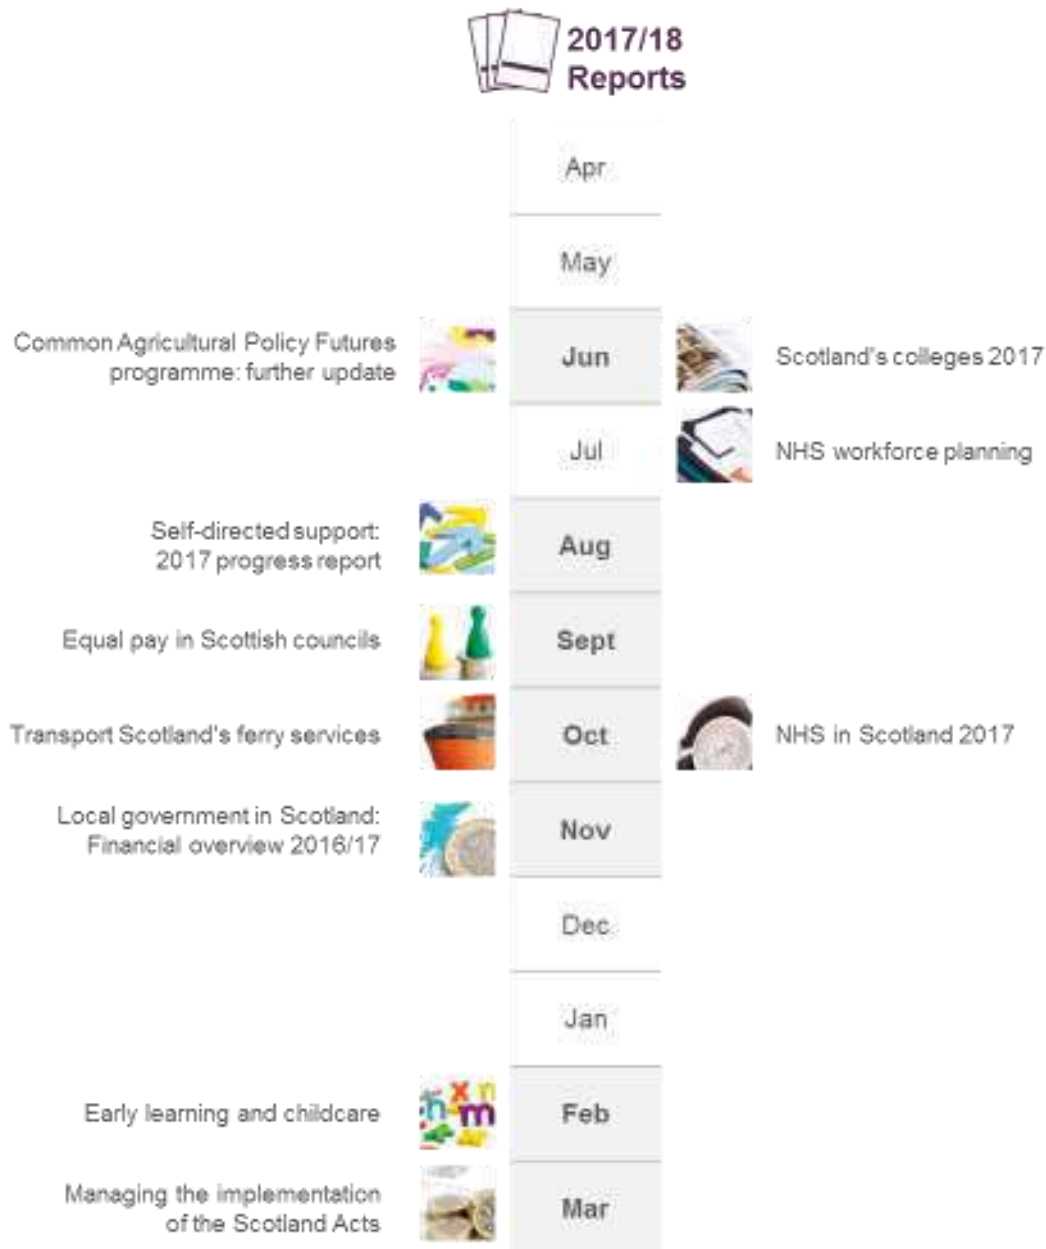 2017/18
Reports
Apr
May
Common Agricultural Policy Futures
programme: further update
Jun
Scotland's colleges 2017
Jul
NHS workforce planning
Self-directed support:
2017 progress report
Aug
Equal pay in Scottish councils
Sept
Transport Scotland's ferry services
Oct
NHS in Scotland 2017
Local government in Scotland:
Financial overview 2016/17
Nov
Dec
Jan
Early learning and childcare
Feb
Managing the implementation
of the Scotland Acts
Mar